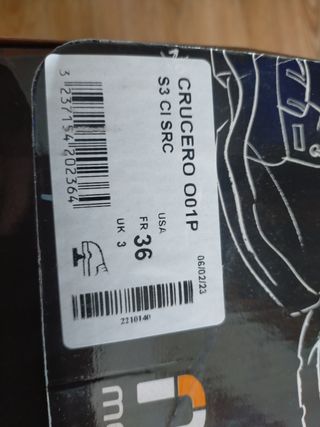 CRUCERO O01P
S3 CI SRC
3 237154 202364
06/02/23
USA
FR 36
UK 3
2210140